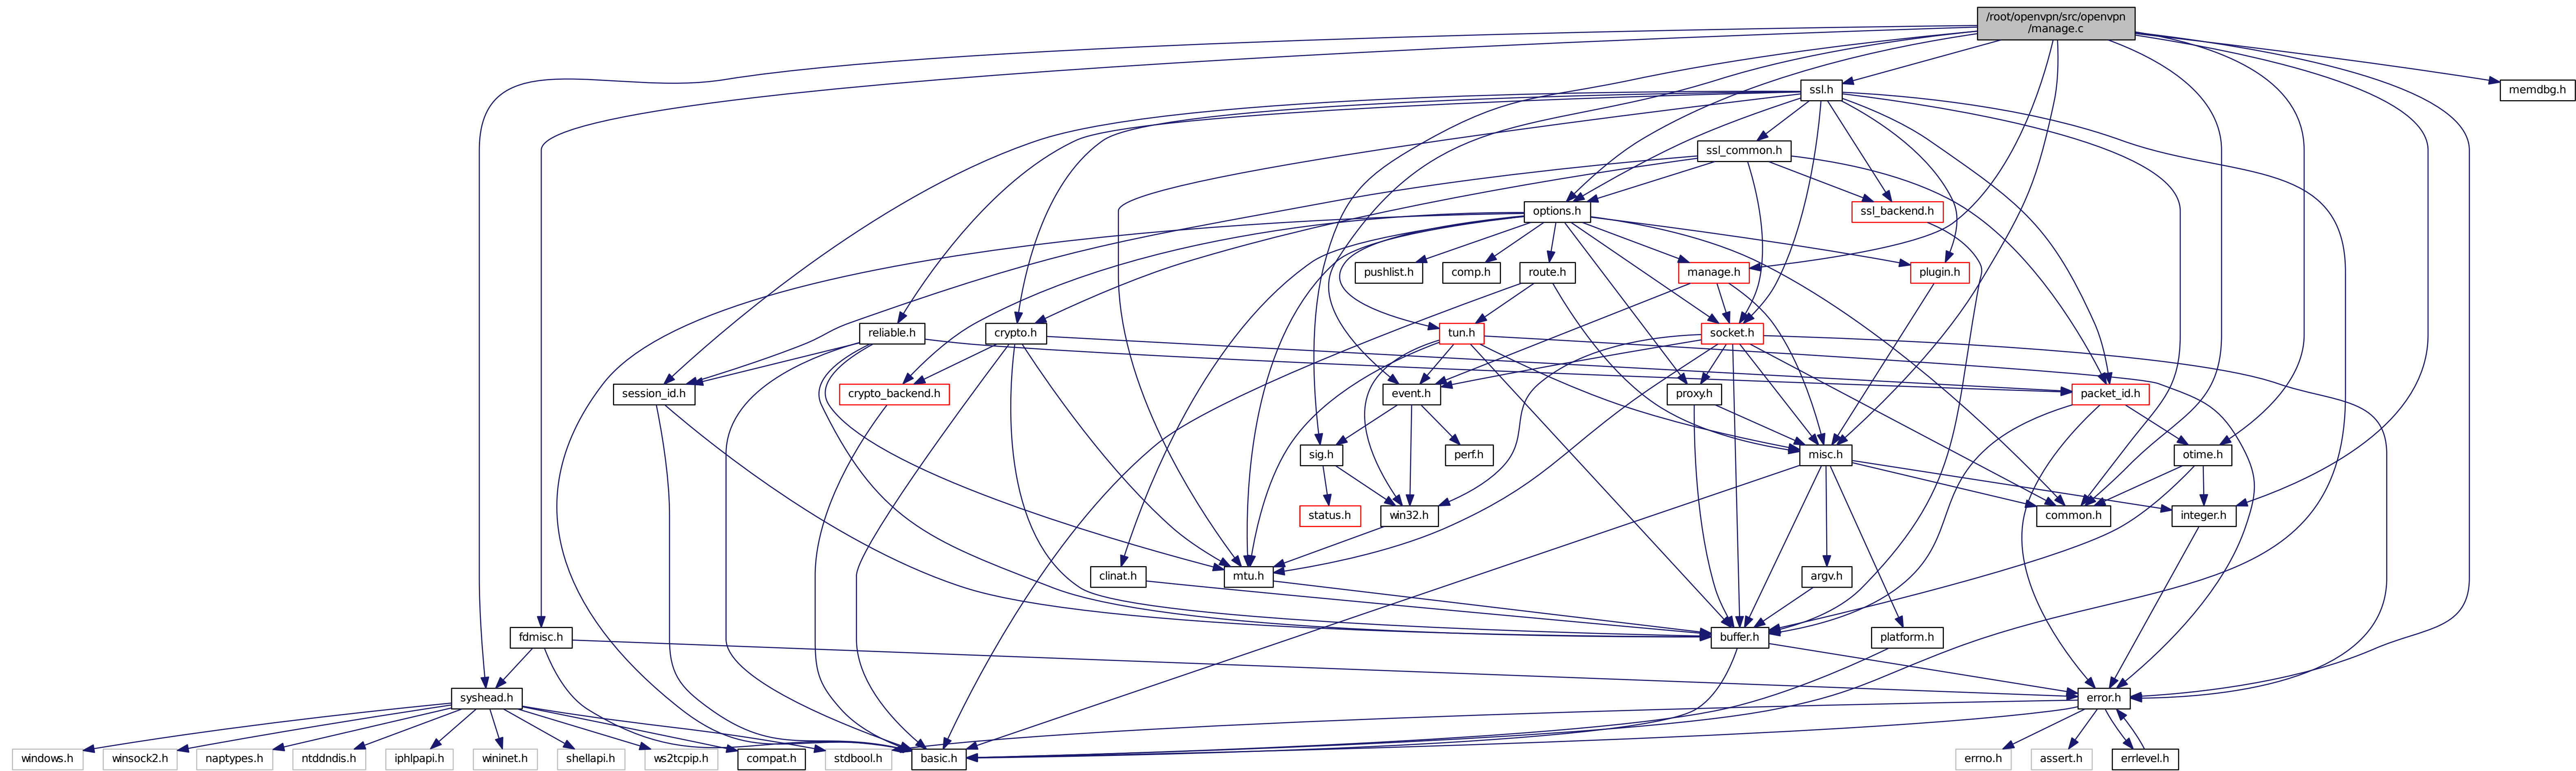 /root/openvpn/src/openvpn
/manage.c
ssl.h
memdbg.h
ssl_common.h
options.h
ssl_backend.h
pushlist.h
comp.h
route.h
manage.h
plugin.h
reliable.h
crypto.h
tun.h
socket.h
session_id.h
crypto_backend.h
event.h
proxy.h
packet_id.h
sig.h
perf.h
misc.h
otime.h
status.h
win32.h
common.h
integer.h
clinat.h
mtu.h
argv.h
fdmisc.h
buffer.h
platform.h
syshead.h
error.h
windows.h
winsock2.h
naptypes.h
ntddndis.h
iphlpapi.h
wininet.h
shellapi.h
ws2tcpip.h
compat.h
stdbool.h
basic.h
errno.h
assert.h
errlevel.h